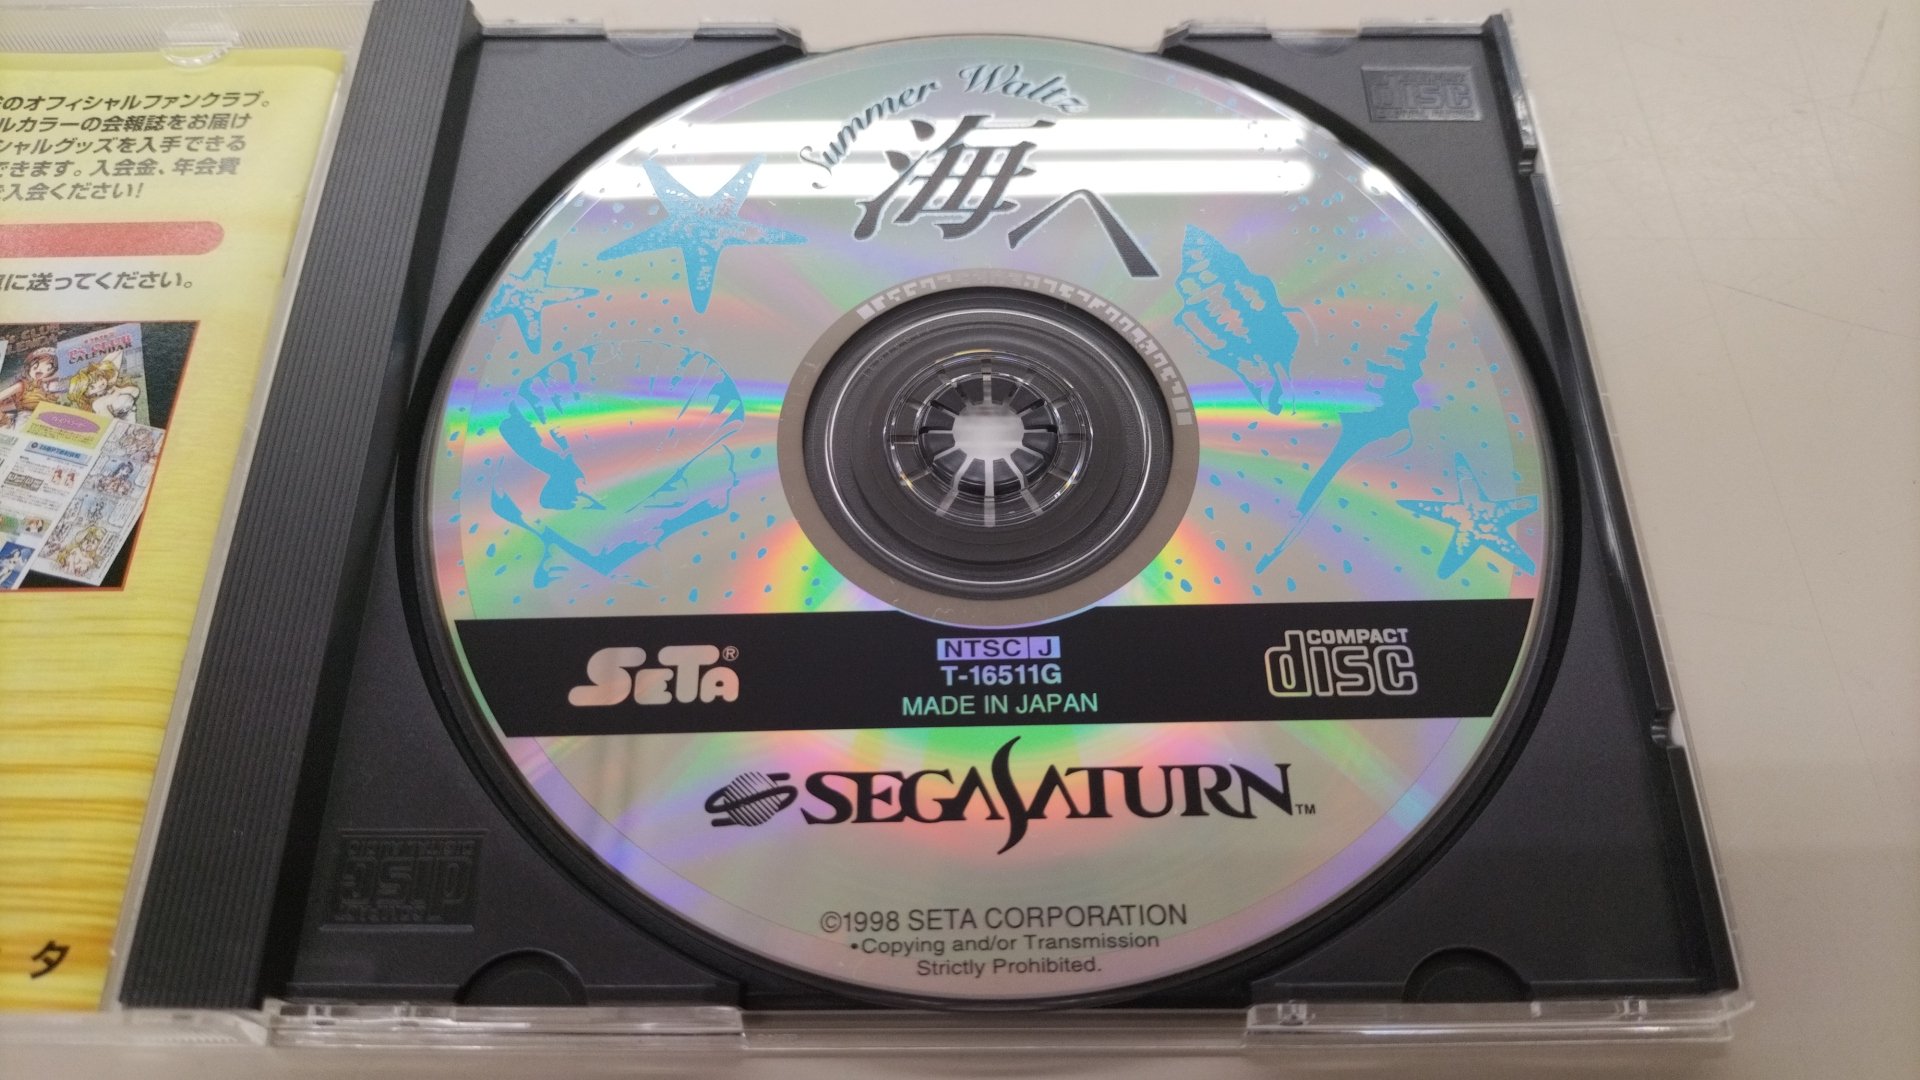 のオフィシャルファンクラブ。
ルカラーの会報誌をお届け
シャルグッズを入手できる
できます。入会金、年会費
入会ください！
に送ってください。
CALENDAR
タ
Summer Waltz
海へ
SETA®
NTSC J
T-16511G
MADE IN JAPAN
COMPACT
disc
SEGA SATURN™
©1998 SETA CORPORATION
•Copying and/or Transmission
Strictly Prohibited.
disc